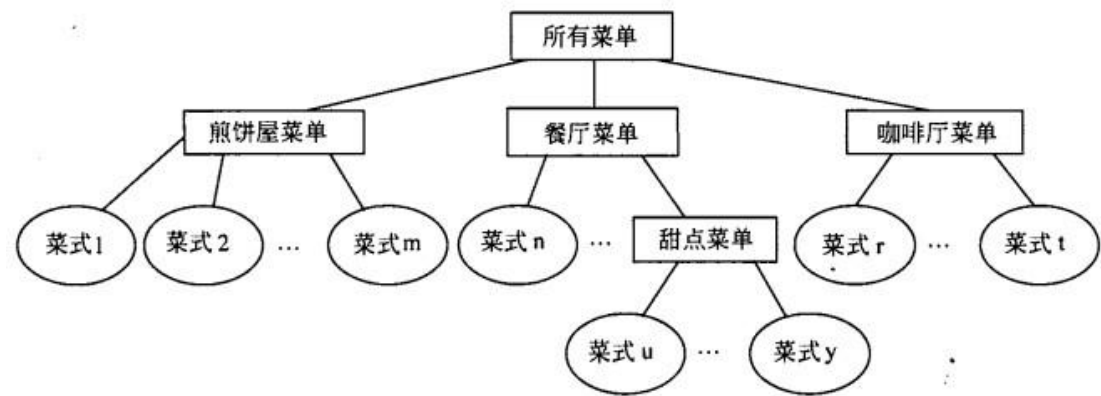 所有菜单
煎饼屋菜单 餐厅菜单 咖啡厅菜单
菜式1 菜式2 … 菜式m 菜式n … 甜点菜单 菜式r … 菜式t
菜式u … 菜式y